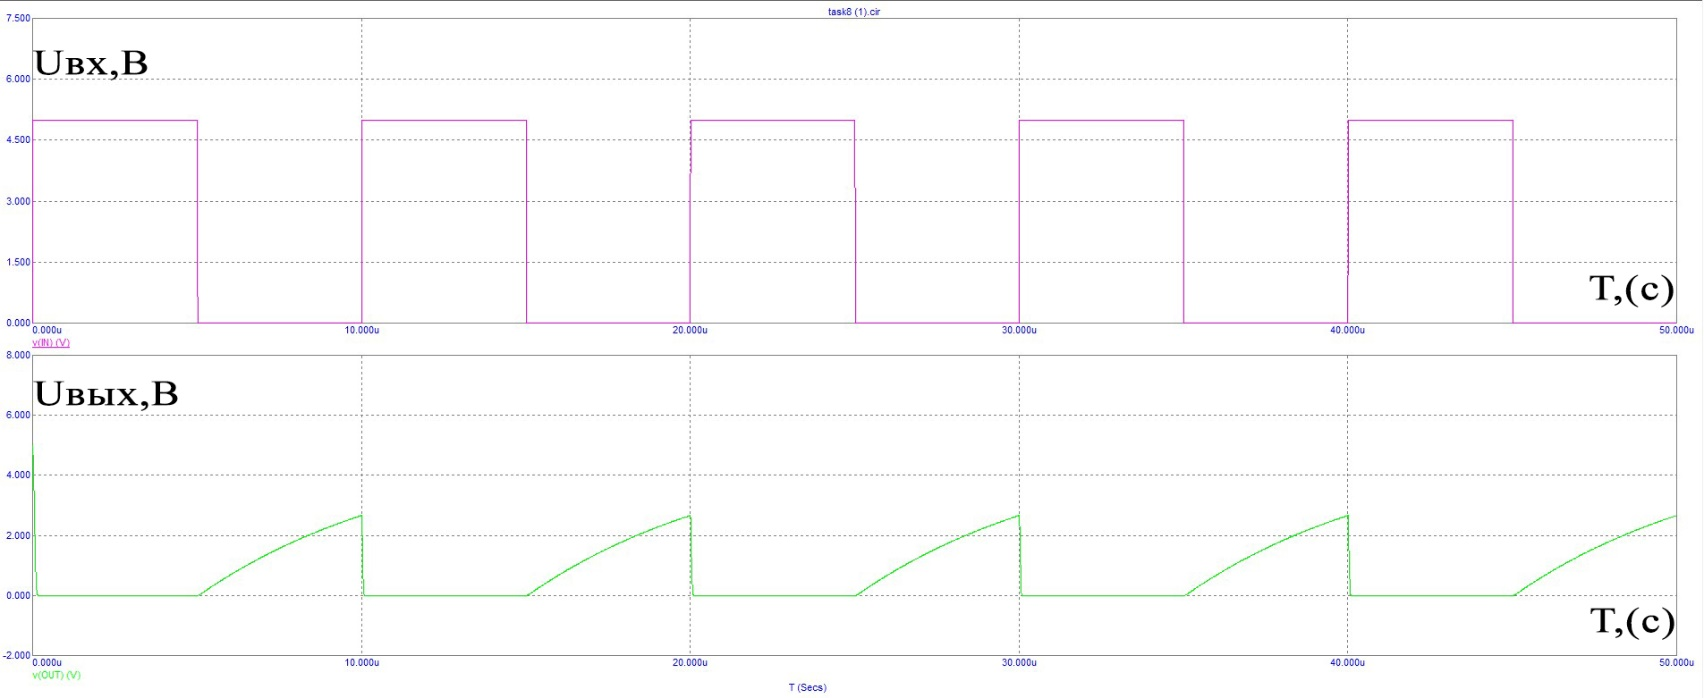 task8 (1).cir
7.500
Uвх,В
6.000
4.500
3.000
1.500
T,(с)
0.000
0.000u 10.000u 20.000u 30.000u 40.000u 50.000u
v(IN) (V)
8.000
Uвых,В
6.000
4.000
2.000
0.000
T,(с)
-2.000
0.000u 10.000u 20.000u 30.000u 40.000u 50.000u
v(OUT) (V)
T (Secs)